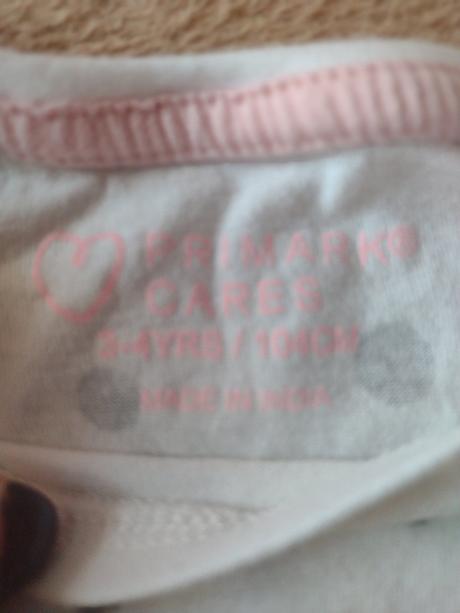 PRIMARK®
CARES
3-4YRS / 104CM
MADE IN INDIA